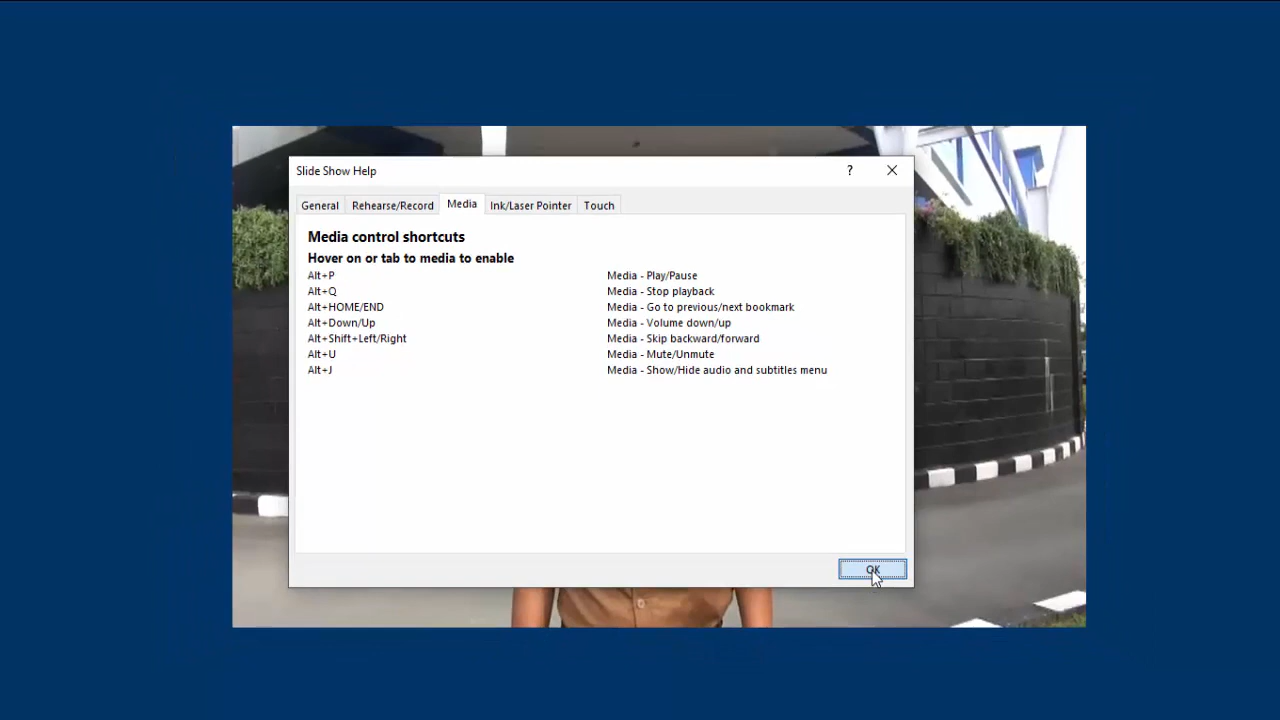 Slide Show Help
?
General Rehearse/Record Media Ink/Laser Pointer Touch
Media control shortcuts
Hover on or tab to media to enable
Alt+P Media - Play/Pause
Alt+Q Media - Stop playback
Alt+HOME/END Media - Go to previous/next bookmark
Alt+Down/Up Media - Volume down/up
Alt+Shift+Left/Right Media - Skip backward/forward
Alt+U Media - Mute/Unmute
Alt+J Media - Show/Hide audio and subtitles menu
OK